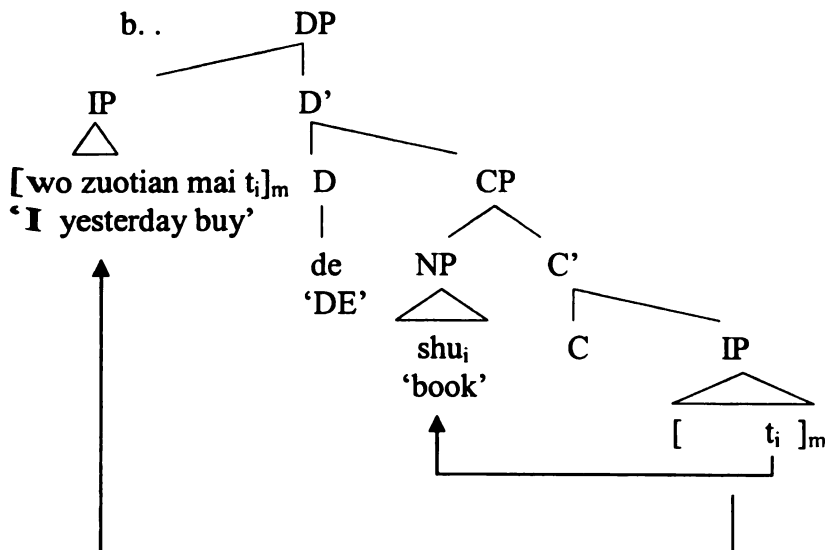 b. . DP
IP D’
[wo zuotian mai tᵢ]ₘ D CP
‘I yesterday buy’
de NP C’
‘DE’
shuᵢ C IP
‘book’
[ tᵢ ]ₘ